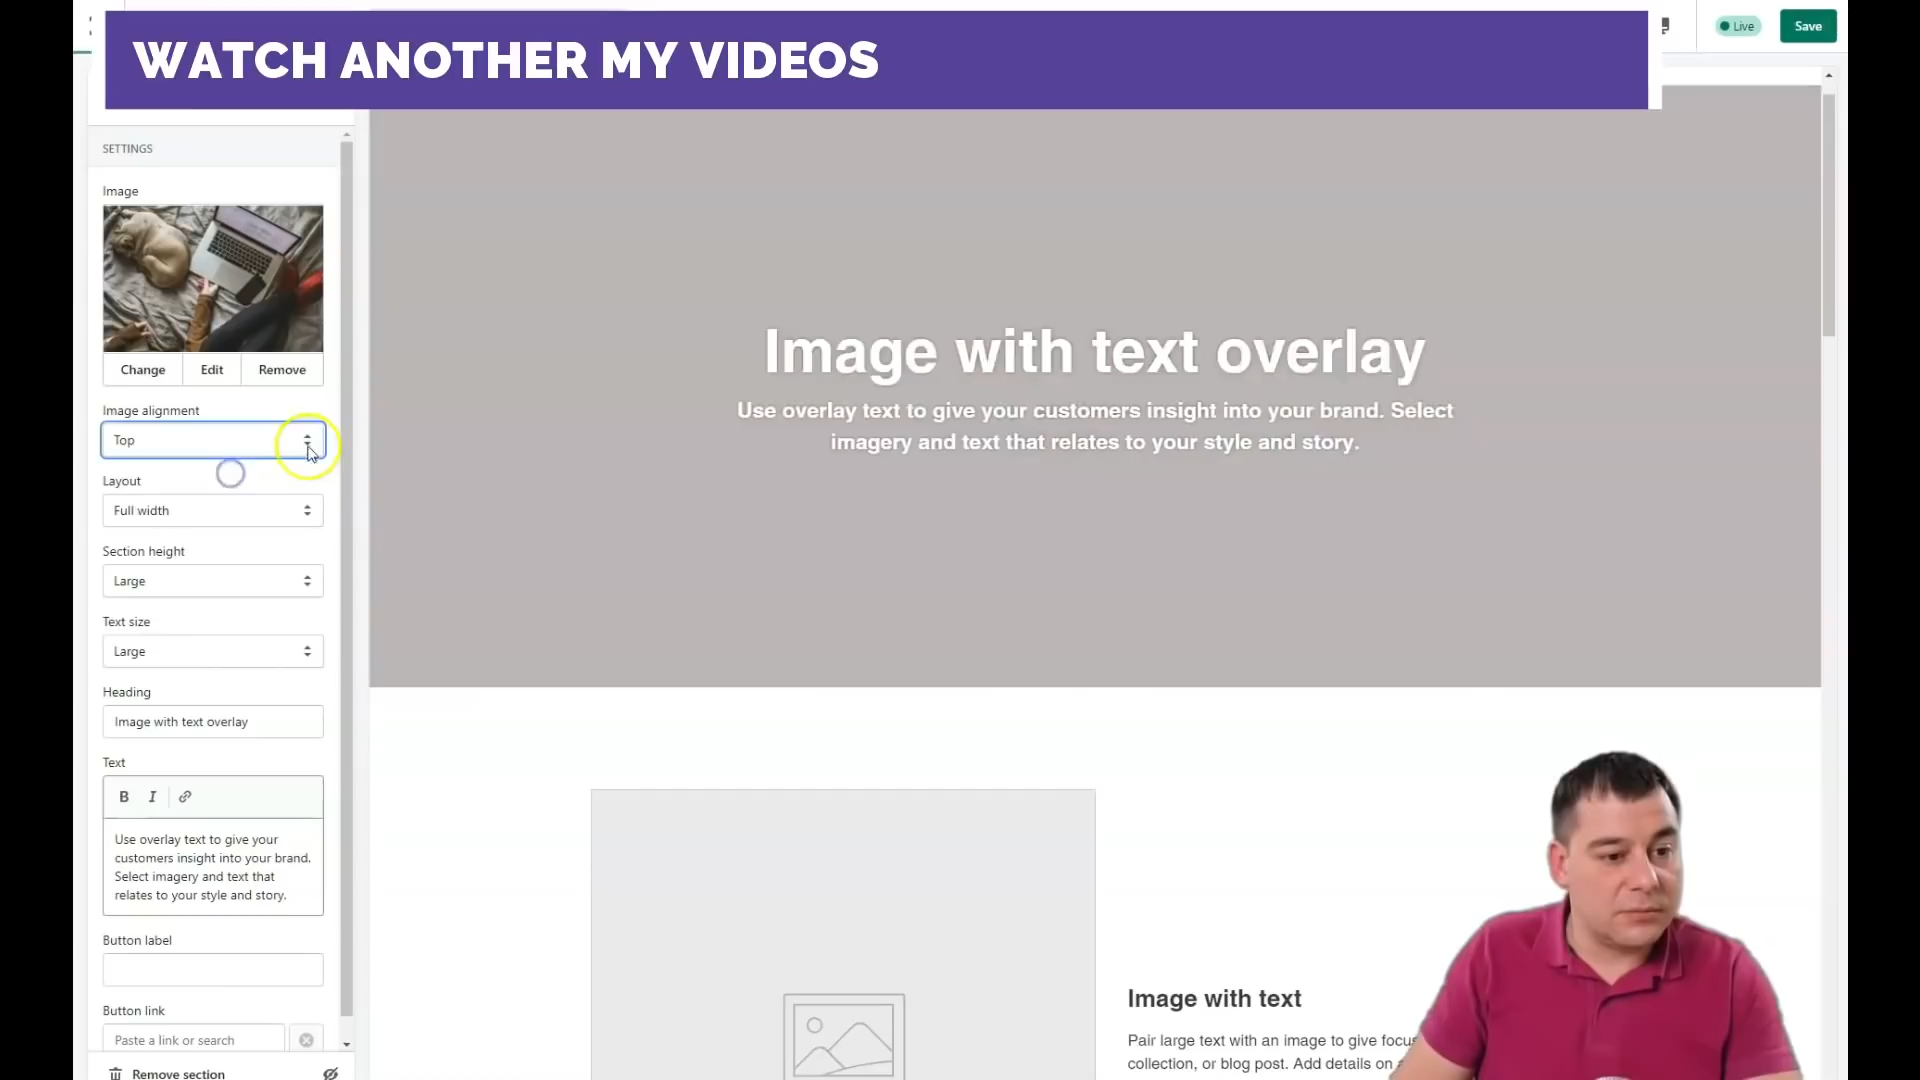 WATCH ANOTHER MY VIDEOS
Live
Save
SETTINGS
Image
Change
Edit
Remove
Image alignment
Top
Layout
Full width
Section height
Large
Text size
Large
Heading
Image with text overlay
Text
B I
Use overlay text to give your
customers insight into your brand.
Select imagery and text that
relates to your style and story.
Button label
Button link
Paste a link or search
Remove section
Image with text overlay
Use overlay text to give your customers insight into your brand. Select
imagery and text that relates to your style and story.
Image with text
Pair large text with an image to give focus
collection, or blog post. Add details on